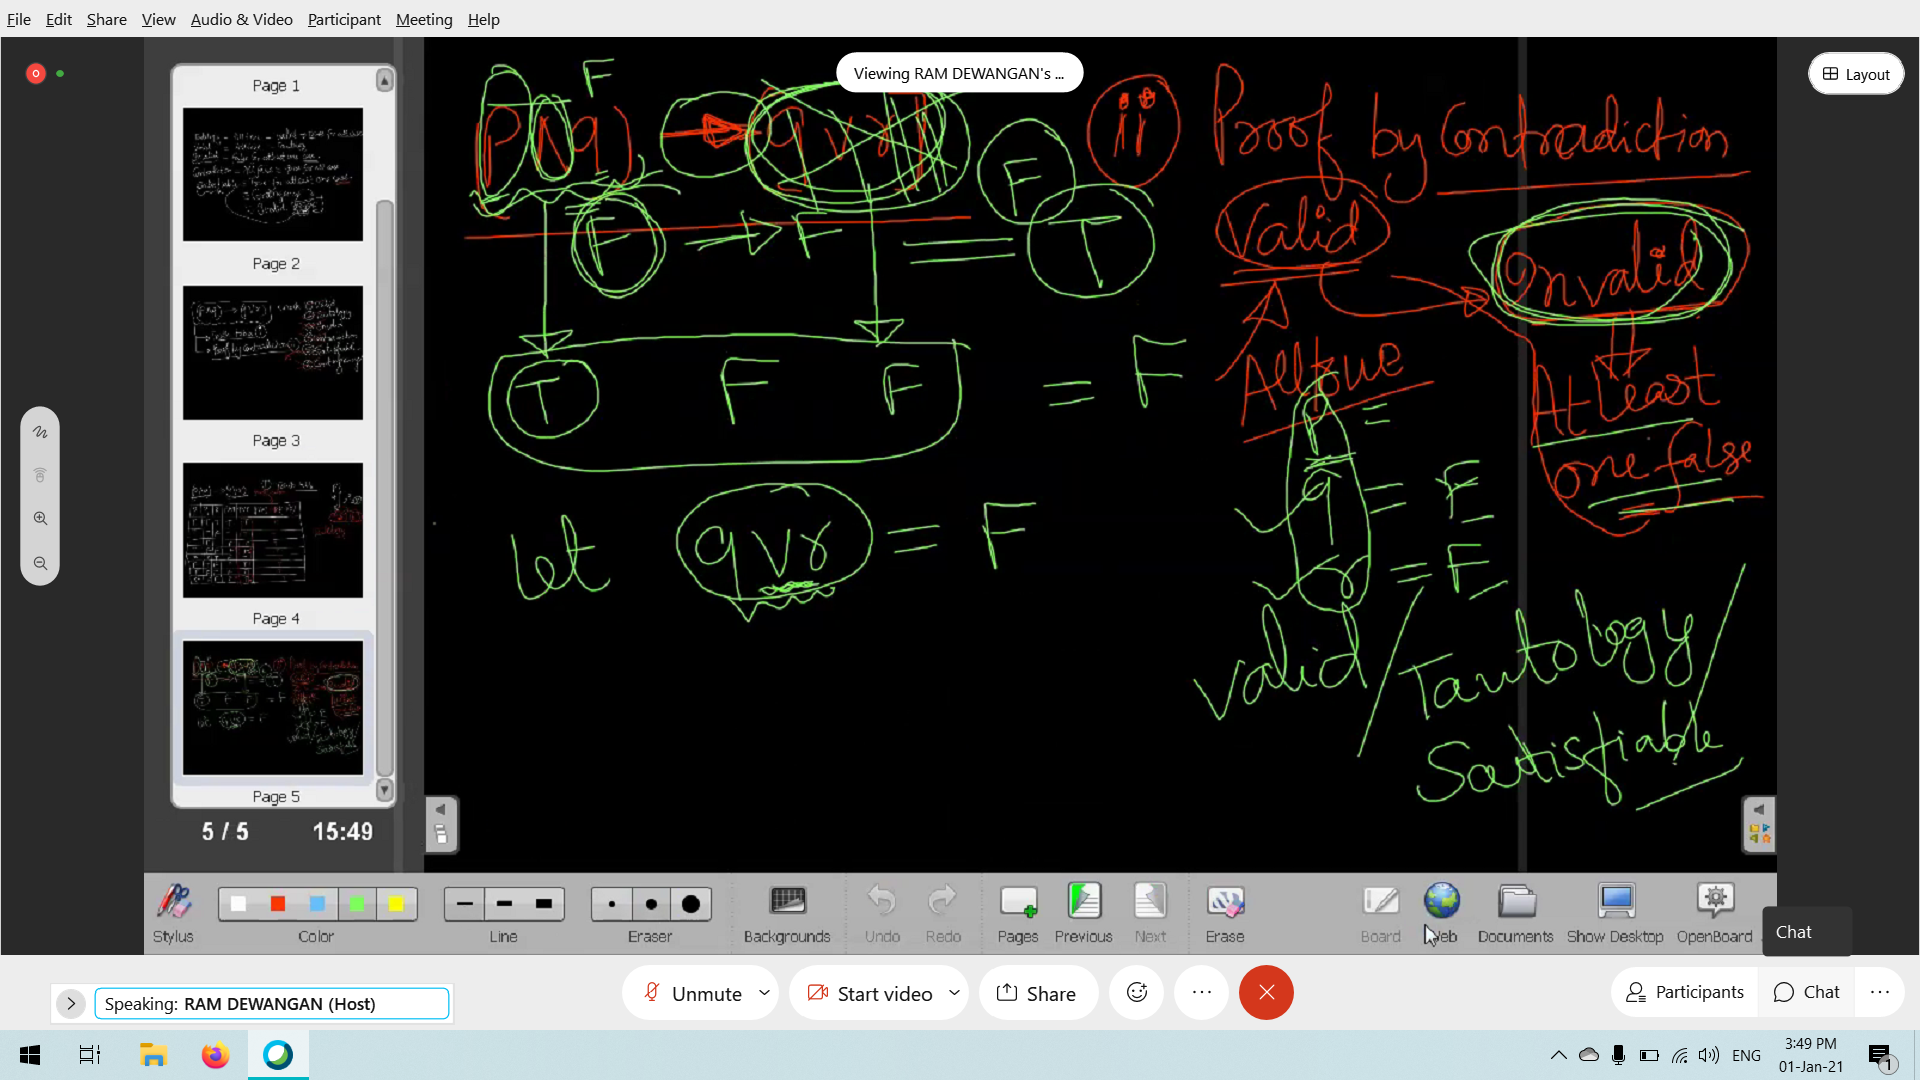 File Edit Share View Audio & Video Participant Meeting Help
Viewing RAM DEWANGAN's ...
Layout
Page 1
Page 2
Page 3
Page 4
Page 5
5 / 5 15:49
F
(p∧q) → (q∨r)
F
ii
Proof by Contradiction
F → F = T
Valid
Invalid
T F F = F
All true
At least
one false
p =
q = F
r = F
let q∨r = F
valid/ Tautology/
Satisfiable
Stylus Color Line Eraser Backgrounds Undo Redo Pages Previous Next Erase Board Web Documents Show Desktop OpenBoard
Chat
Speaking: RAM DEWANGAN (Host)
Unmute Start video Share Participants Chat
ENG
3:49 PM
01-Jan-21
1